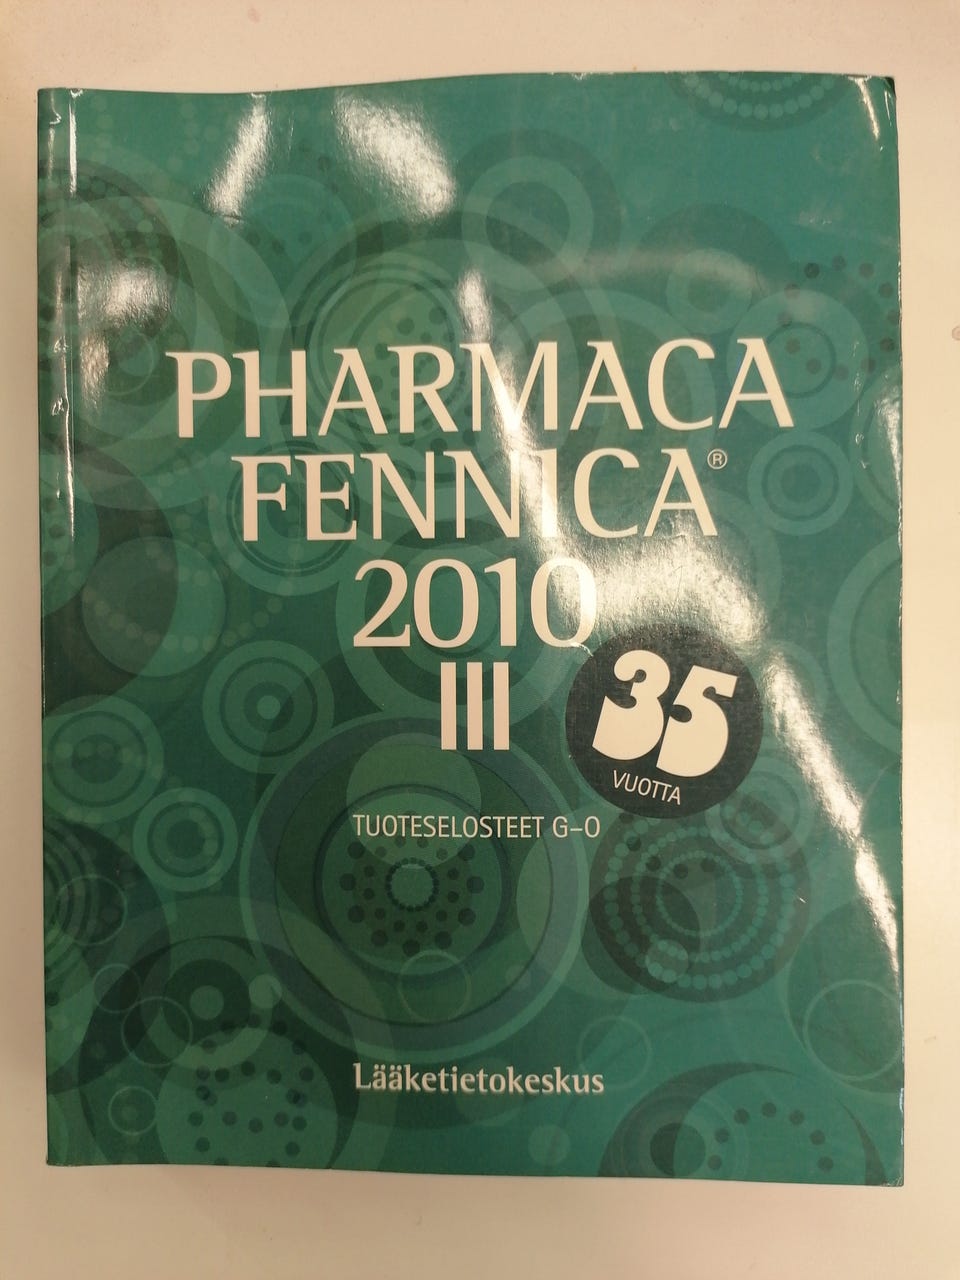 PHARMACA
FENNICA®
2010
III
35
VUOTTA
TUOTESELOSTEET G–O
Lääketietokeskus